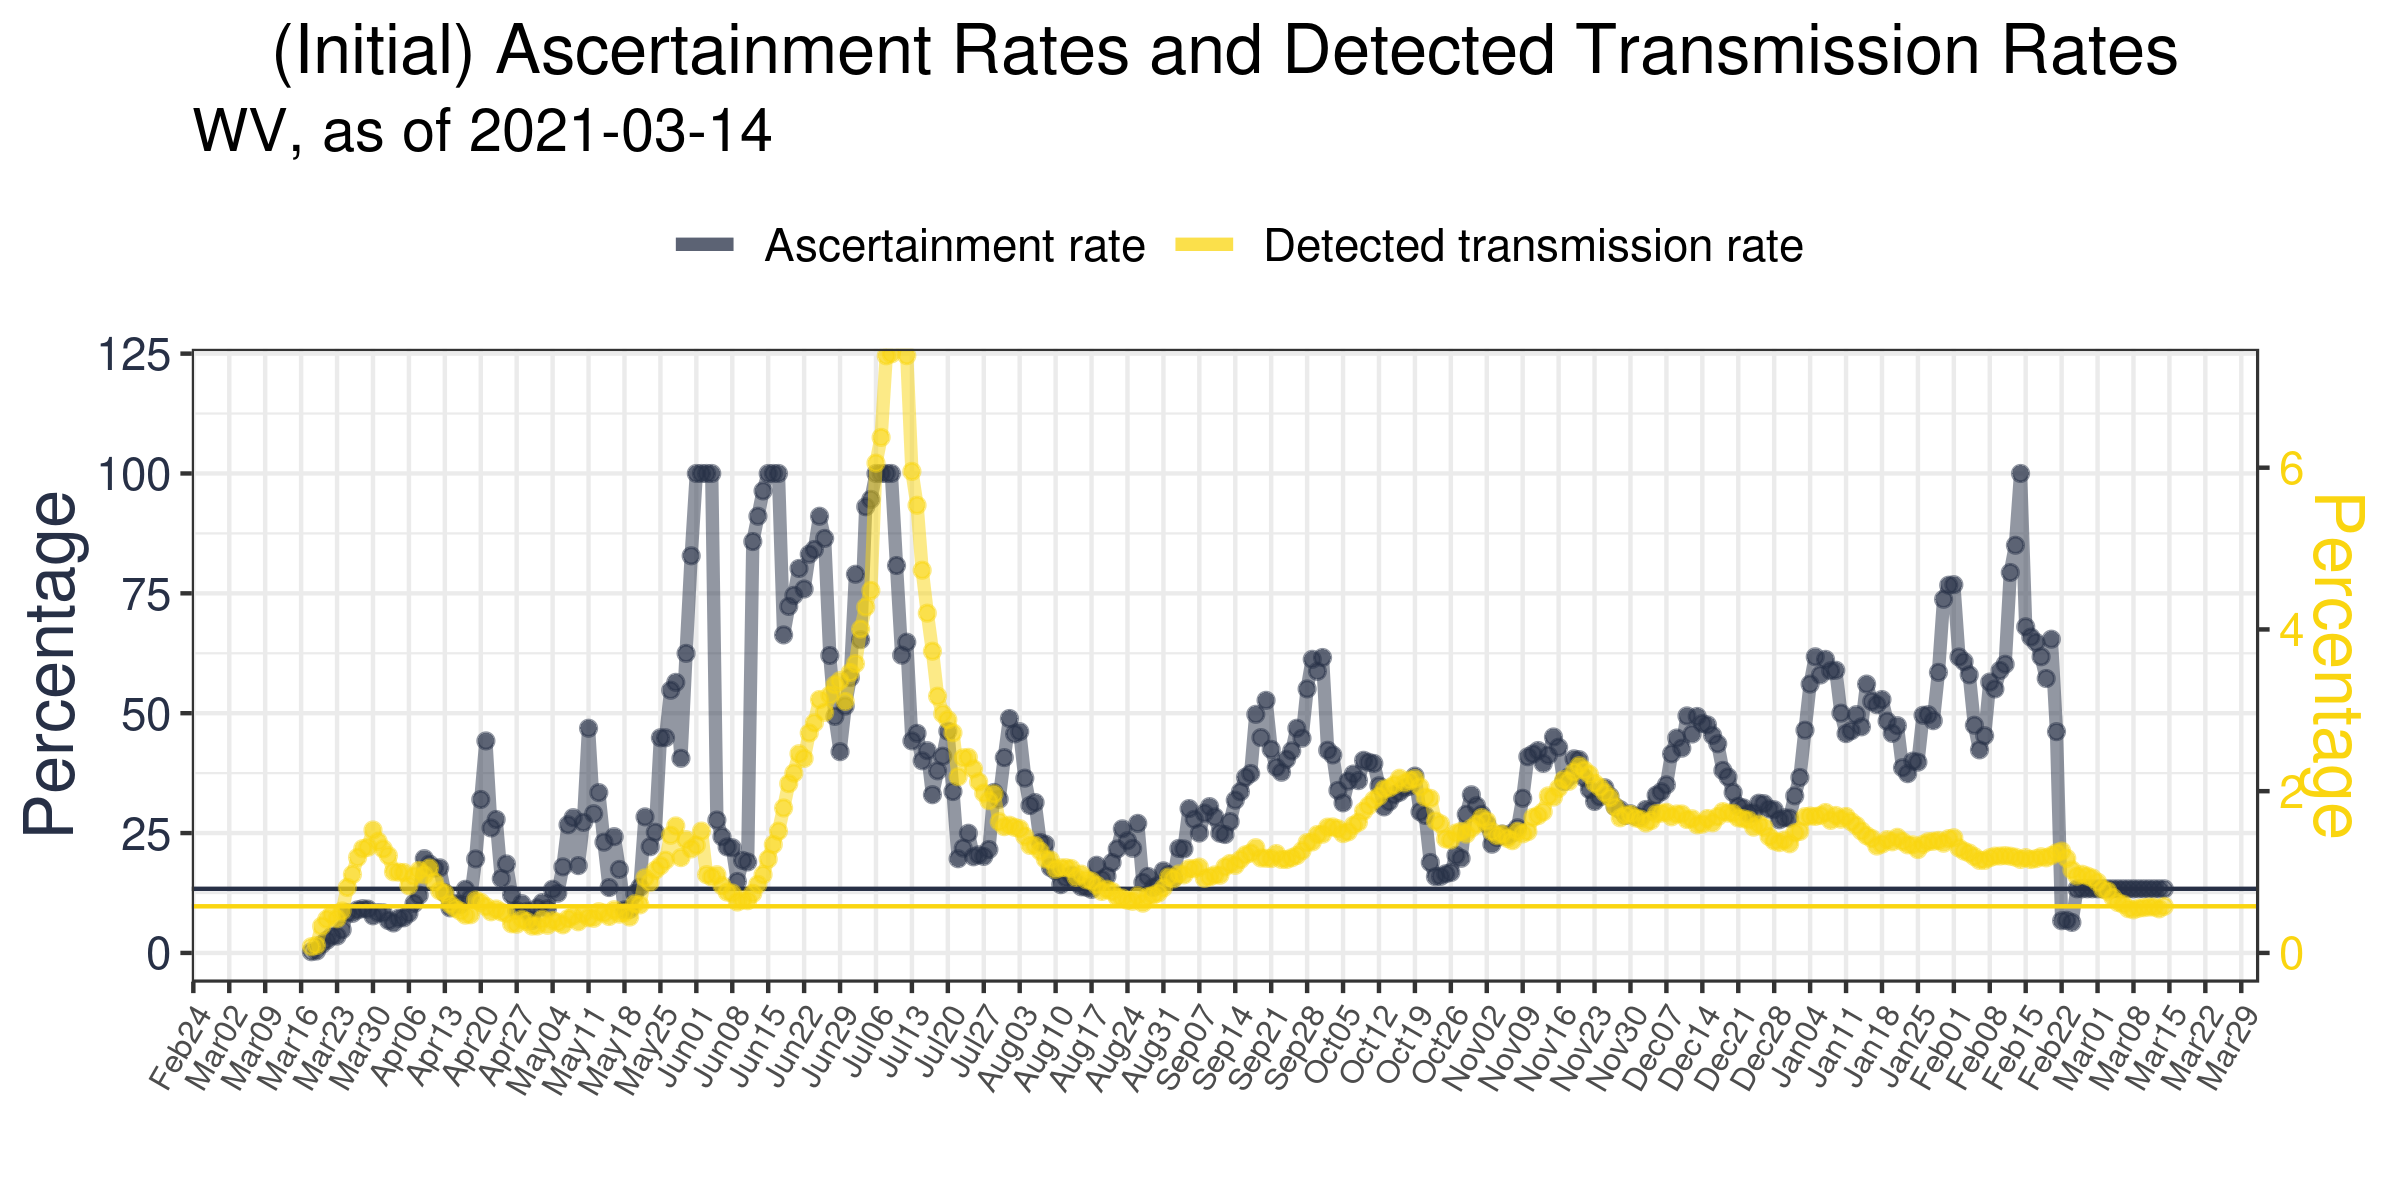 (Initial) Ascertainment Rates and Detected Transmission Rates
WV, as of 2021-03-14
Ascertainment rate Detected transmission rate
Percentage
125
100
75
50
25
0
6
4
2
0
Percentage
Feb24 Mar02 Mar09 Mar16 Mar23 Mar30 Apr06 Apr13 Apr20 Apr27 May04 May11 May18 May25 Jun01 Jun08 Jun15 Jun22 Jun29 Jul06 Jul13 Jul20 Jul27 Aug03 Aug10 Aug17 Aug24 Aug31 Sep07 Sep14 Sep21 Sep28 Oct05 Oct12 Oct19 Oct26 Nov02 Nov09 Nov16 Nov23 Nov30 Dec07 Dec14 Dec21 Dec28 Jan04 Jan11 Jan18 Jan25 Feb01 Feb08 Feb15 Feb22 Mar01 Mar08 Mar15 Mar22 Mar29